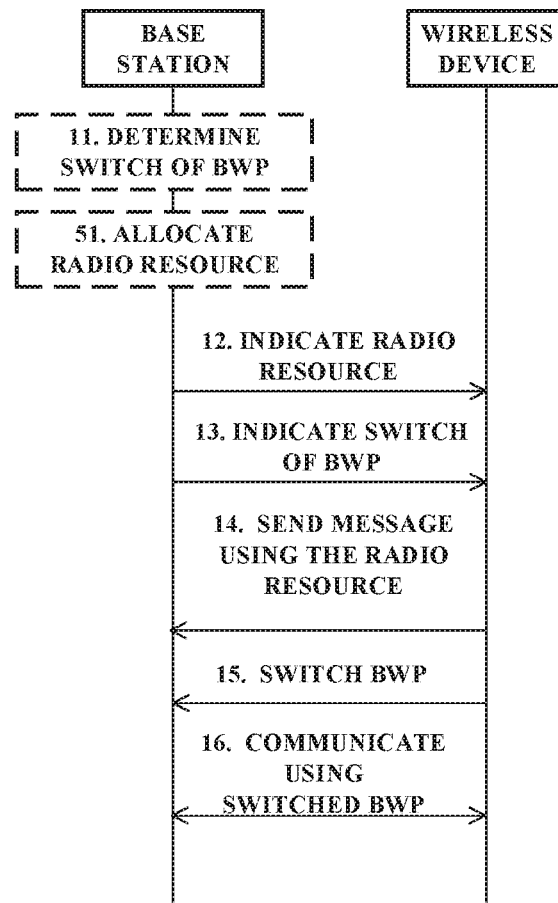 BASE
STATION
WIRELESS
DEVICE
11. DETERMINE
SWITCH OF BWP
51. ALLOCATE
RADIO RESOURCE
12. INDICATE RADIO
RESOURCE
13. INDICATE SWITCH
OF BWP
14. SEND MESSAGE
USING THE RADIO
RESOURCE
15. SWITCH BWP
16. COMMUNICATE
USING
SWITCHED BWP